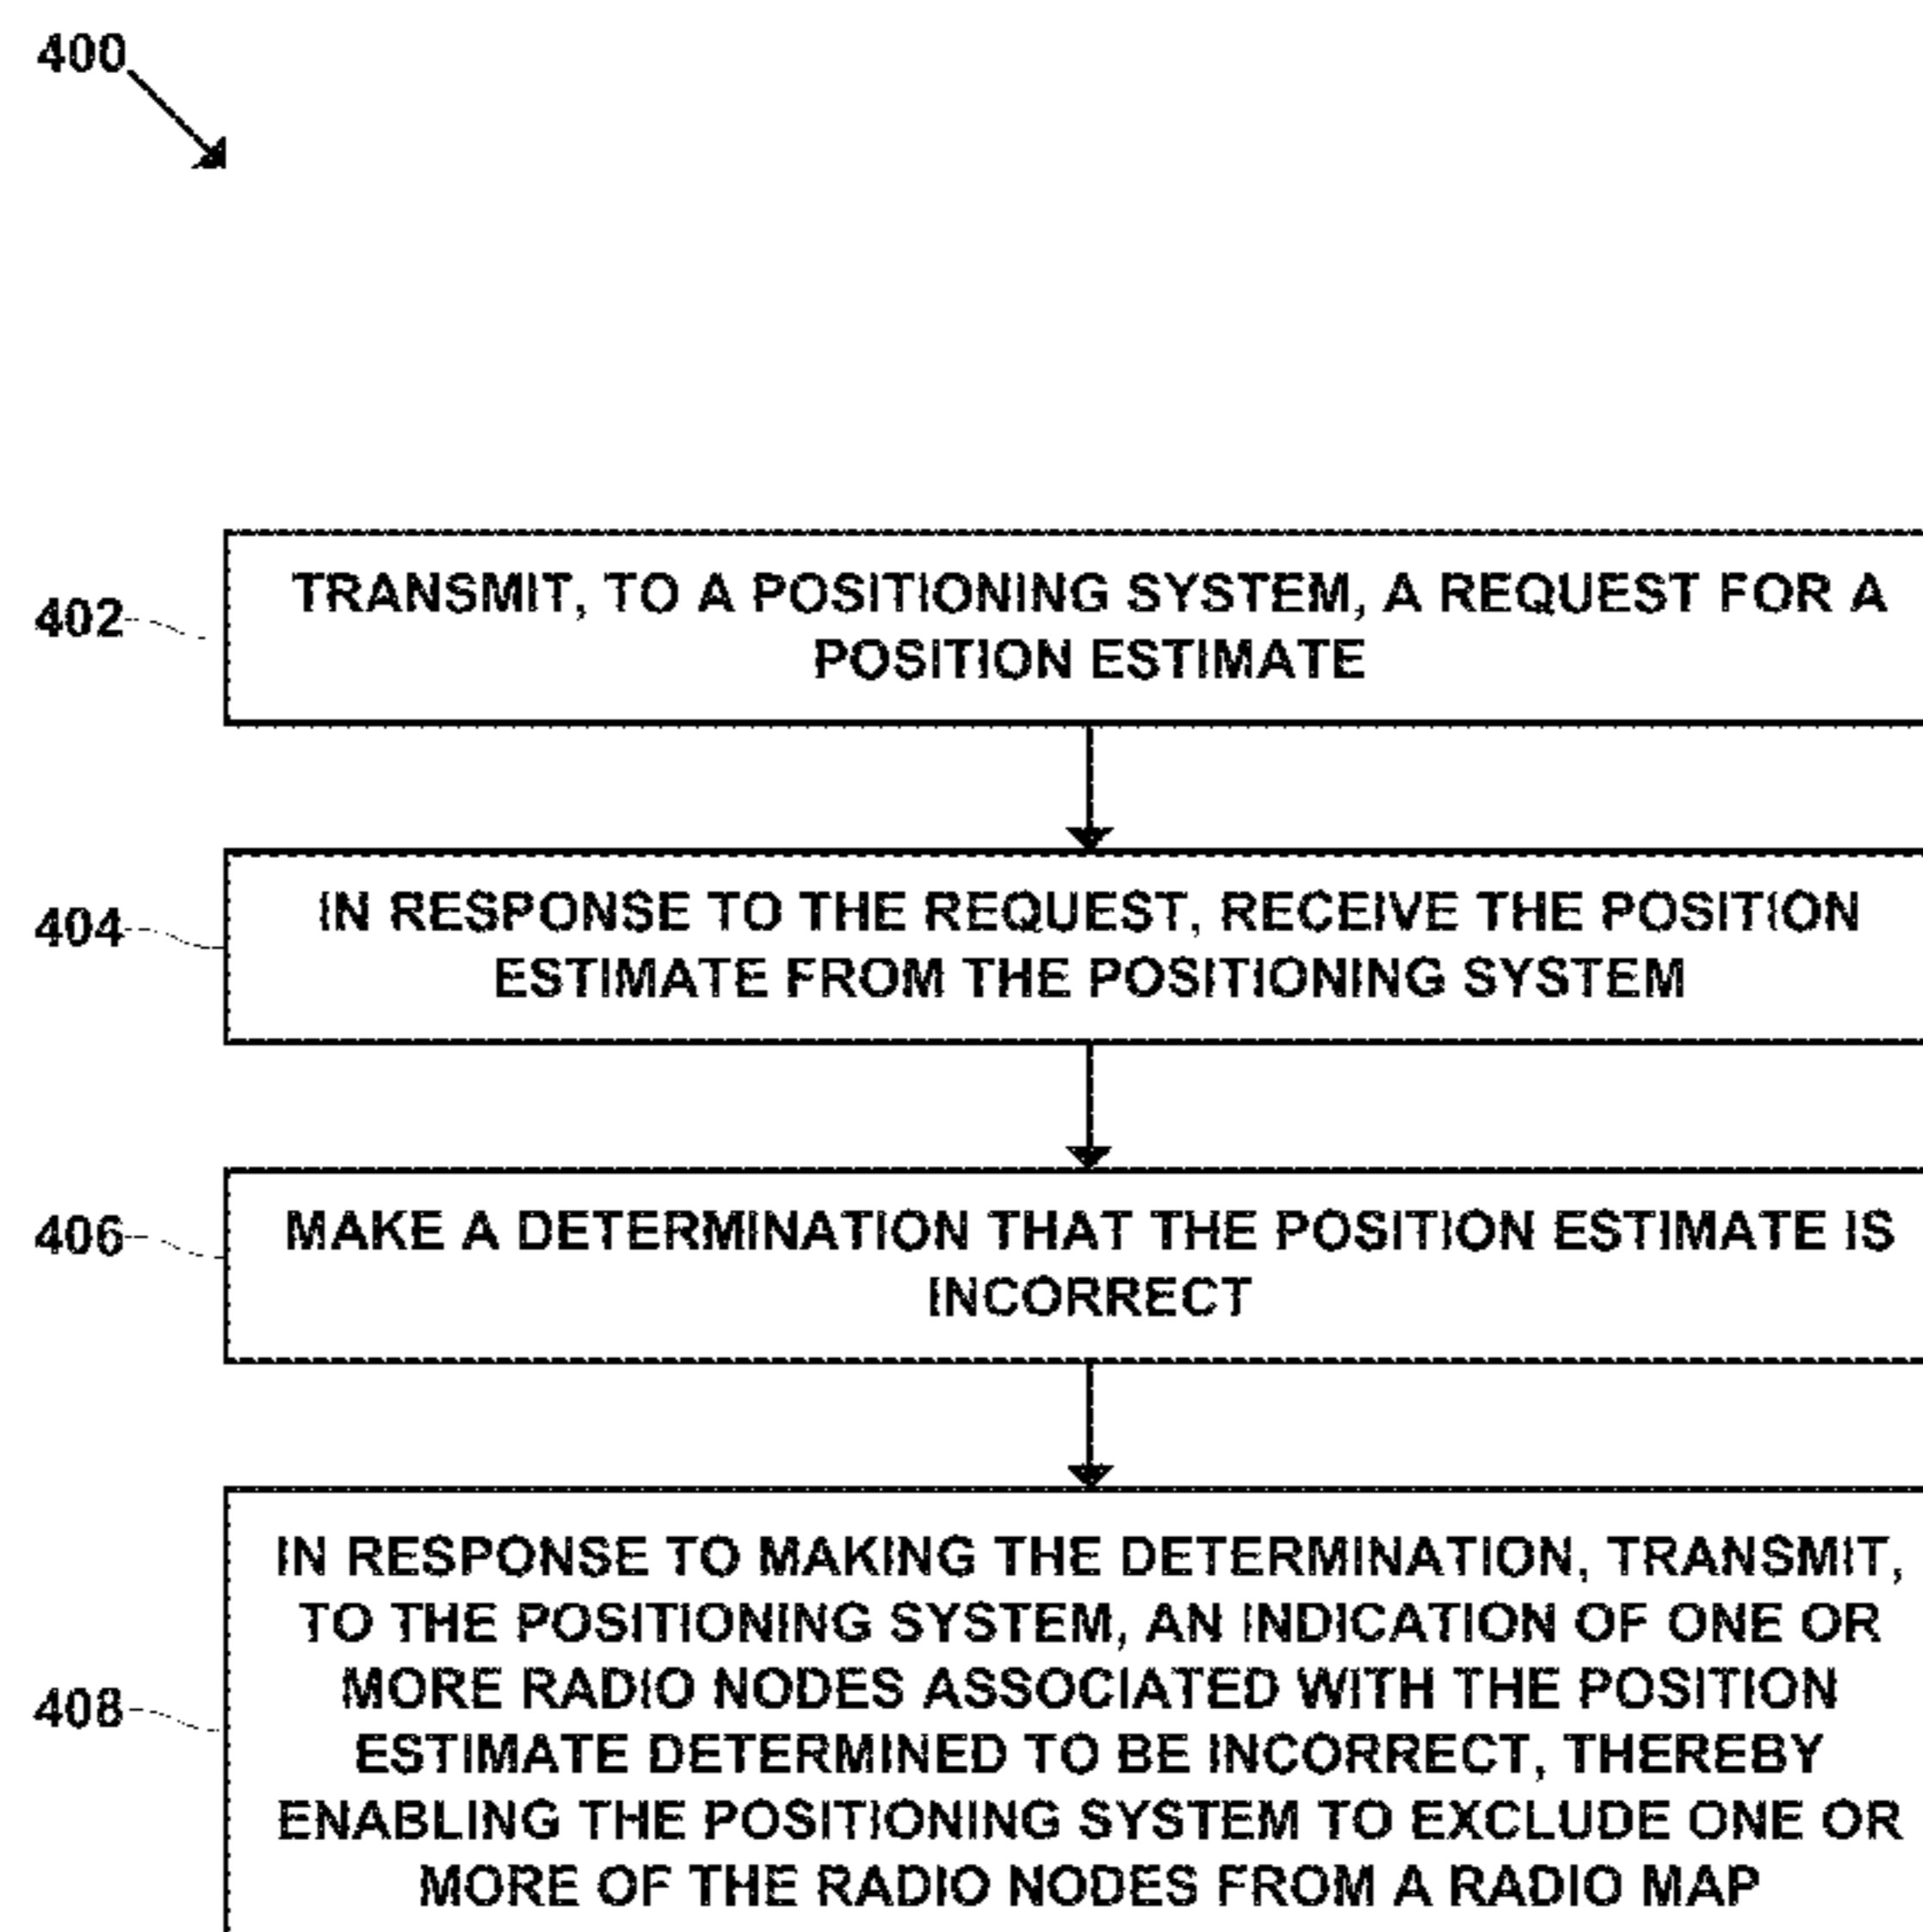 400
402
TRANSMIT, TO A POSITIONING SYSTEM, A REQUEST FOR A
POSITION ESTIMATE
404
IN RESPONSE TO THE REQUEST, RECEIVE THE POSITION
ESTIMATE FROM THE POSITIONING SYSTEM
406
MAKE A DETERMINATION THAT THE POSITION ESTIMATE IS
INCORRECT
408
IN RESPONSE TO MAKING THE DETERMINATION, TRANSMIT,
TO THE POSITIONING SYSTEM, AN INDICATION OF ONE OR
MORE RADIO NODES ASSOCIATED WITH THE POSITION
ESTIMATE DETERMINED TO BE INCORRECT, THEREBY
ENABLING THE POSITIONING SYSTEM TO EXCLUDE ONE OR
MORE OF THE RADIO NODES FROM A RADIO MAP